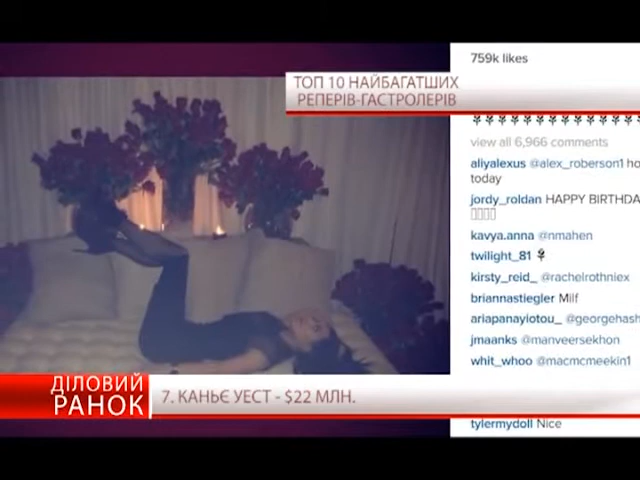 759k likes
ТОП 10 НАЙБАГАТШИХ
РЕПЕРІВ-ГАСТРОЛЕРІВ
view all 6,966 comments
aliyalexus @alex_roberson1 ho
today
jordy_roldan HAPPY BIRTHDA
kavya.anna @nmahen
twilight_81
kirsty_reid_ @rachelrothniex
briannastiegler Milf
ariapanayiotou_ @georgehash
jmaanks @manveersekhon
whit_whoo @macmcmeekin1
ДІЛОВИЙ
РАНОК
7. КАНЬЄ УЕСТ - $22 МЛН.
tylermydoll Nice